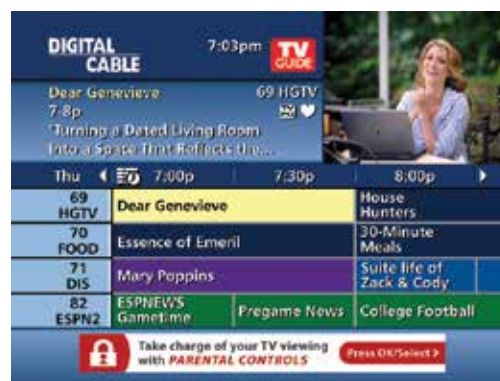 DIGITAL CABLE
7:03pm
TV GUIDE
Dear Genevieve 69 HGTV
7-8p
"Turning a Dated Living Room
Into a Space That Reflects the...
Thu 7:00p 7:30p 8:00p
69 HGTV Dear Genevieve House Hunters
70 FOOD Essence of Emeril 30-Minute Meals
71 DIS Mary Poppins Suite life of Zack & Cody
82 ESPN2 ESPNEWS Gametime Pregame News College Football
Take charge of your TV viewing
with PARENTAL CONTROLS
Press OK/Select >